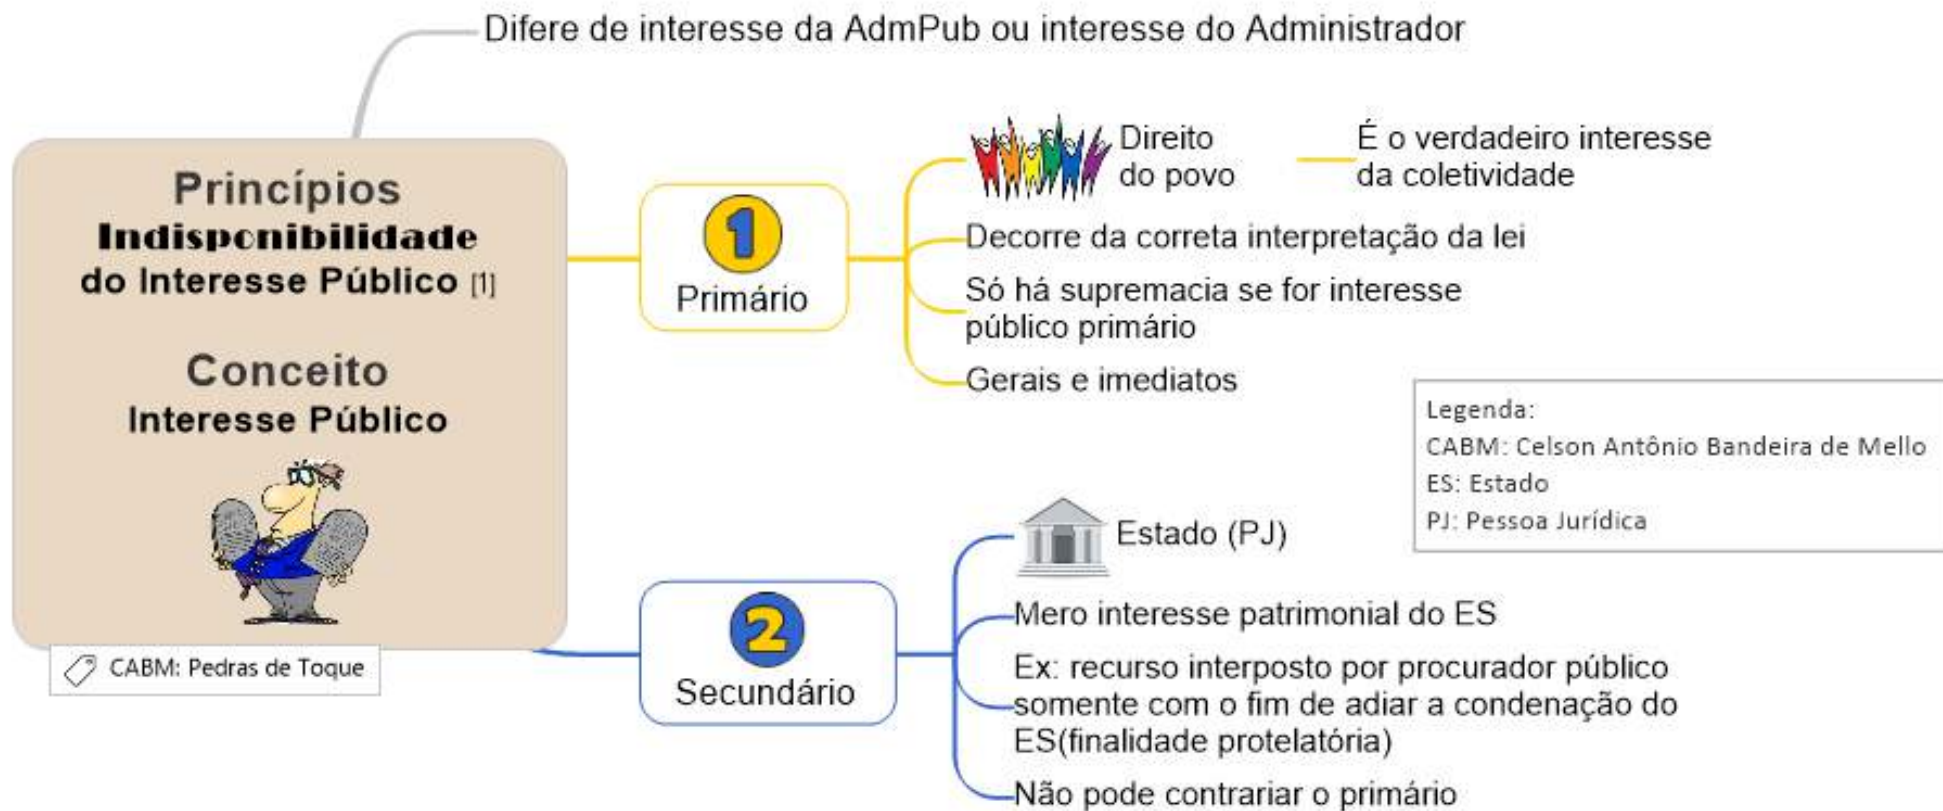 Difere de interesse da AdmPub ou interesse do Administrador
Princípios
Indisponibilidade
do Interesse Público [1]
Conceito
Interesse Público
CABM: Pedras de Toque
1
Primário
Direito
do povo
É o verdadeiro interesse
da coletividade
Decorre da correta interpretação da lei
Só há supremacia se for interesse
público primário
Gerais e imediatos
Legenda:
CABM: Celson Antônio Bandeira de Mello
ES: Estado
PJ: Pessoa Jurídica
2
Secundário
Estado (PJ)
Mero interesse patrimonial do ES
Ex: recurso interposto por procurador público
somente com o fim de adiar a condenação do
ES(finalidade protelatória)
Não pode contrariar o primário